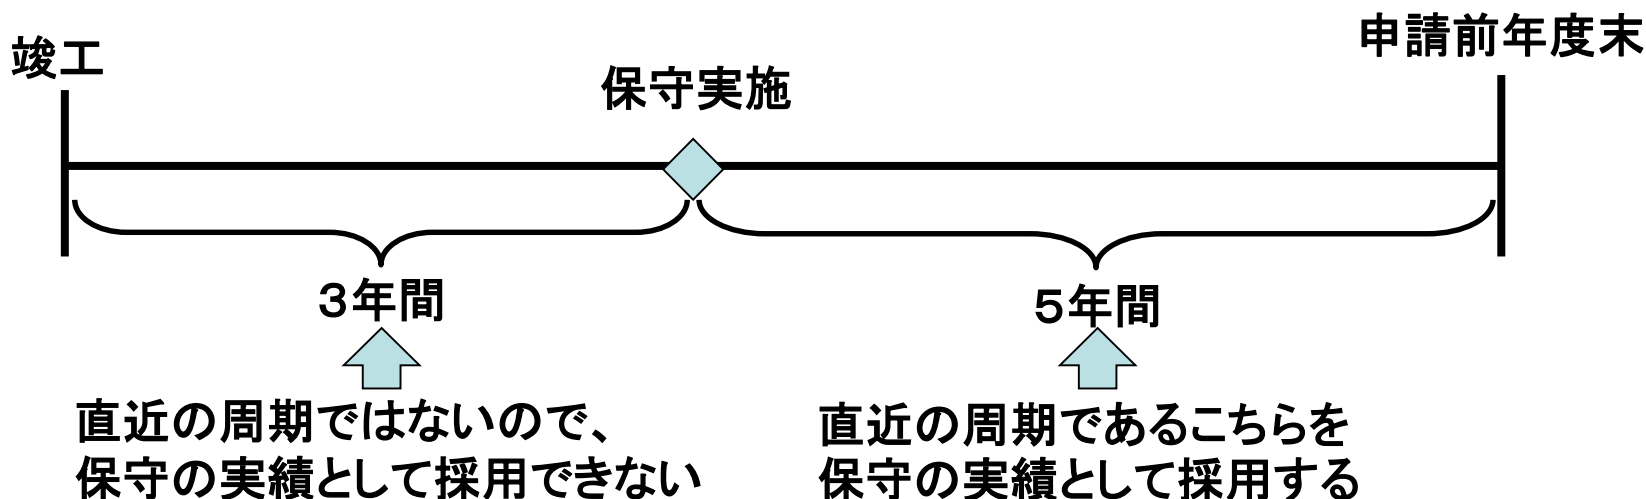 竣工
申請前年度末
保守実施
３年間
５年間
直近の周期ではないので、
保守の実績として採用できない
直近の周期であるこちらを
保守の実績として採用する